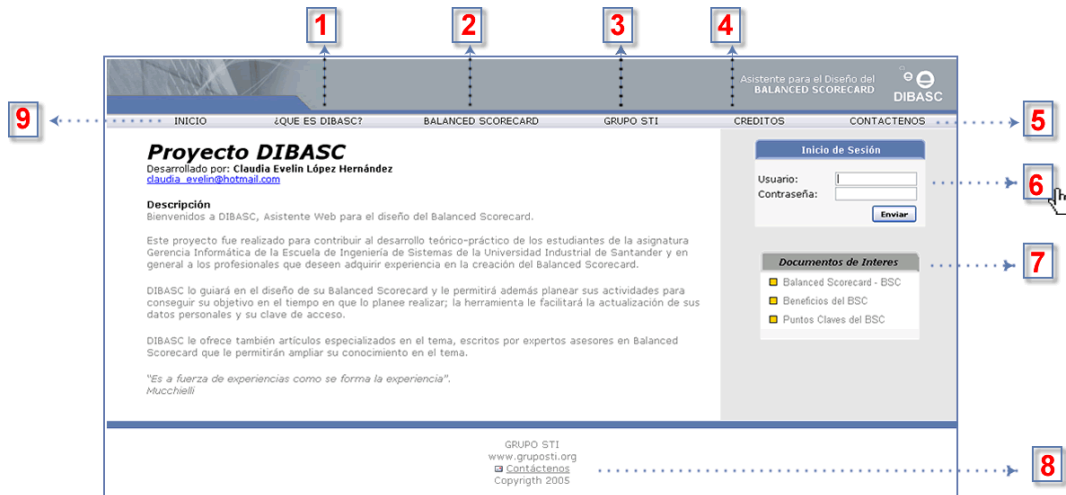 1
2
3
4
Asistente para el Diseño del
BALANCED SCORECARD
DIBASC
9
INICIO
¿QUE ES DIBASC?
BALANCED SCORECARD
GRUPO STI
CREDITOS
CONTACTENOS
5
Proyecto DIBASC
Desarrollado por: Claudia Evelin López Hernández
claudia_evelin@hotmail.com
Descripción
Bienvenidos a DIBASC, Asistente Web para el diseño del Balanced Scorecard.
Este proyecto fue realizado para contribuir al desarrollo teórico-práctico de los estudiantes de la asignatura
Gerencia Informática de la Escuela de Ingeniería de Sistemas de la Universidad Industrial de Santander y en
general a los profesionales que deseen adquirir experiencia en la creación del Balanced Scorecard.
DIBASC lo guiará en el diseño de su Balanced Scorecard y le permitirá además planear sus actividades para
conseguir su objetivo en el tiempo en que lo planee realizar; la herramienta le facilitará la actualización de sus
datos personales y su clave de acceso.
DIBASC le ofrece también artículos especializados en el tema, escritos por expertos asesores en Balanced
Scorecard que le permitirán ampliar su conocimiento en el tema.
"Es a fuerza de experiencias como se forma la experiencia".
Mucchielli
Inicio de Sesión
Usuario:
Contraseña:
Enviar
6
Documentos de Interes
7
Balanced Scorecard - BSC
Beneficios del BSC
Puntos Claves del BSC
GRUPO STI
www.gruposti.org
Contáctenos
Copyrigth 2005
8